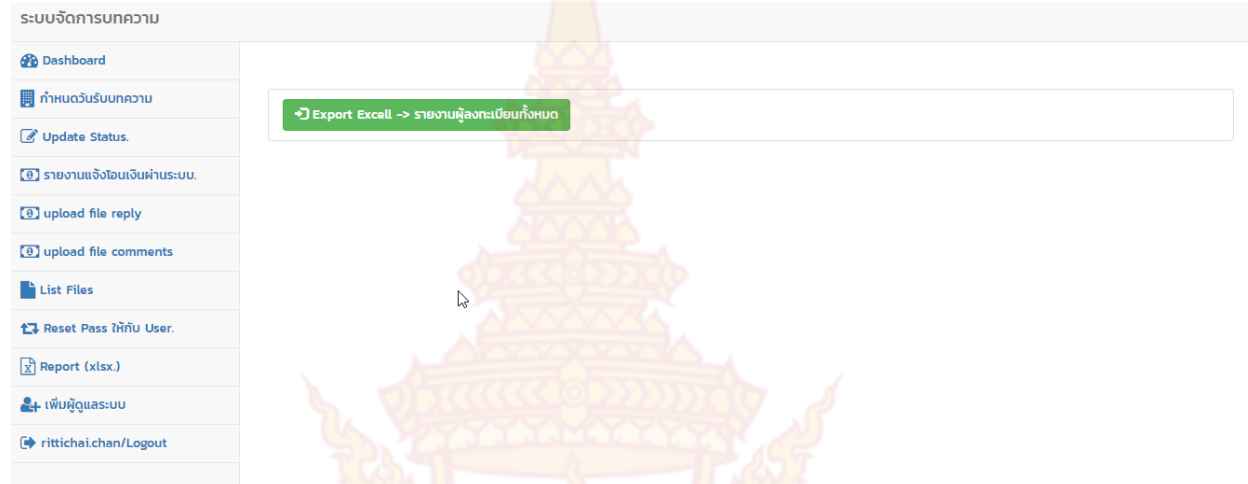 ระบบจัดการบทความ
Dashboard
กำหนดวันรับบทความ
Update Status.
รายงานแจ้งโอนเงินผ่านระบบ.
upload file reply
upload file comments
List Files
Reset Pass ให้กับ User.
Report (xlsx.)
เพิ่มผู้ดูแลระบบ
rittichai.chan/Logout
Export Excell -> รายงานผู้ลงทะเบียนทั้งหมด